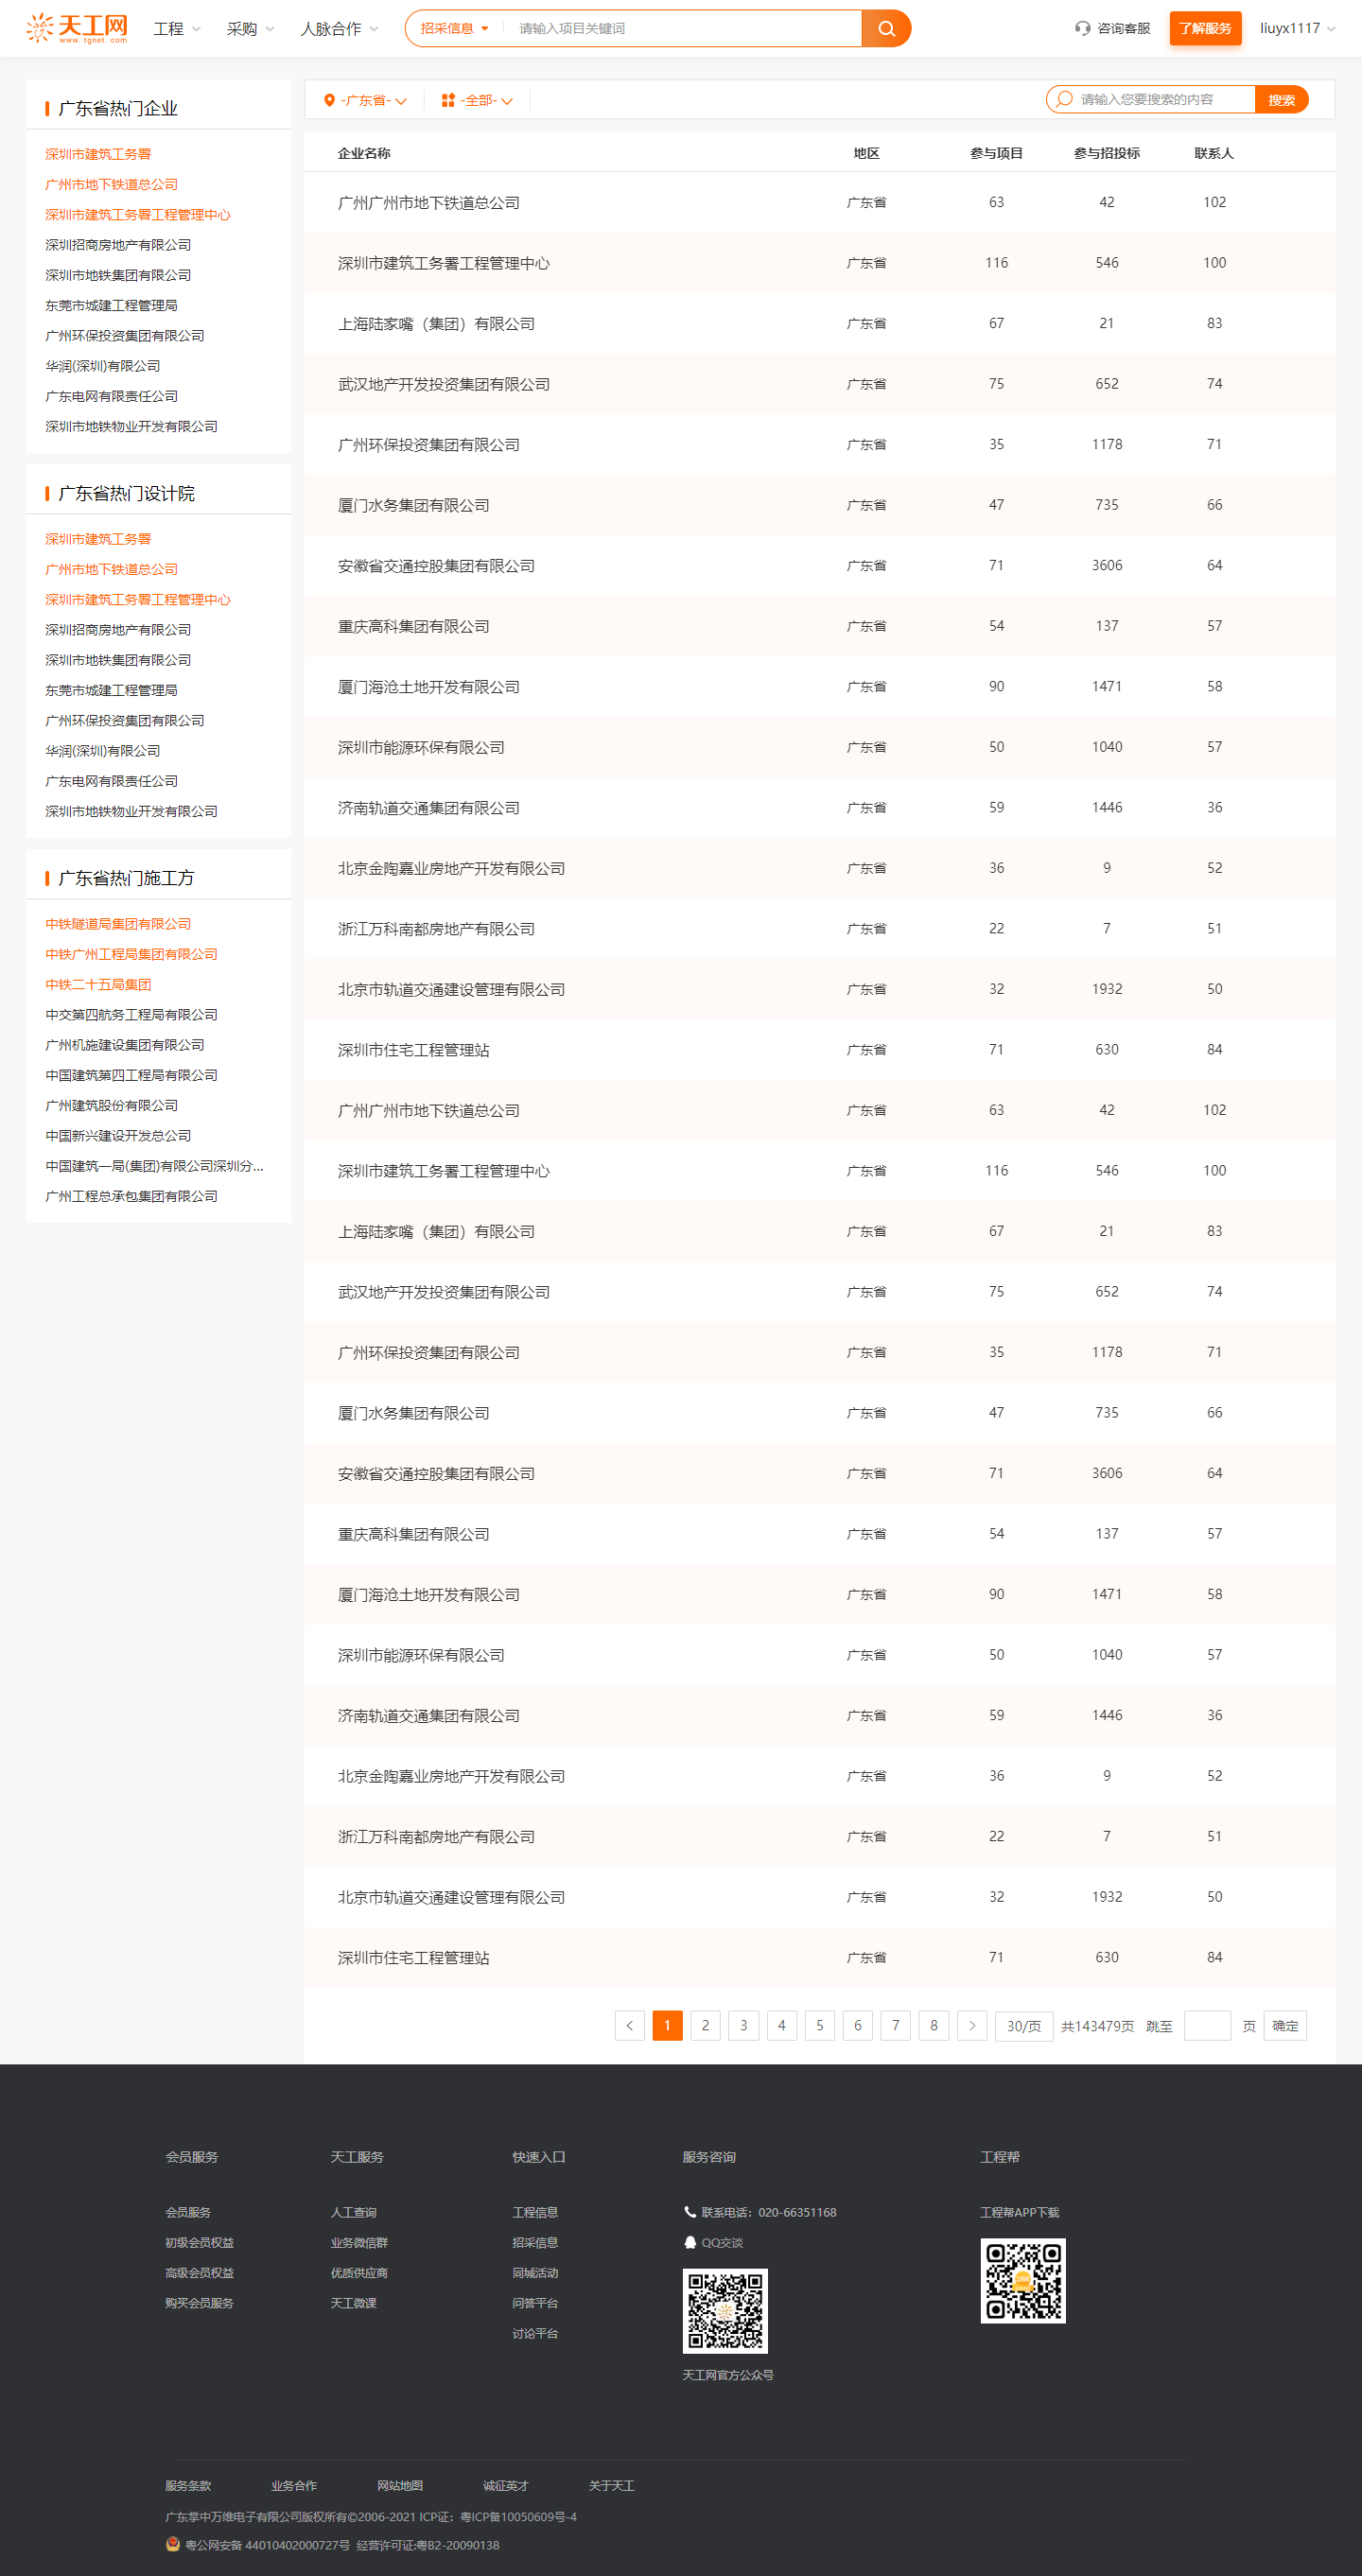 天工网 工程 采购 人脉合作 招采信息 请输入项目关键词 咨询客服 了解服务 liuyx1117
www.tgnet.com
广东省热门企业
深圳市建筑工务署
广州市地下铁道总公司
深圳市建筑工务署工程管理中心
深圳招商房地产有限公司
深圳市地铁集团有限公司
东莞市城建工程管理局
广州环保投资集团有限公司
华润(深圳)有限公司
广东电网有限责任公司
深圳市地铁物业开发有限公司
广东省热门设计院
深圳市建筑工务署
广州市地下铁道总公司
深圳市建筑工务署工程管理中心
深圳招商房地产有限公司
深圳市地铁集团有限公司
东莞市城建工程管理局
广州环保投资集团有限公司
华润(深圳)有限公司
广东电网有限责任公司
深圳市地铁物业开发有限公司
广东省热门施工方
中铁隧道局集团有限公司
中铁广州工程局集团有限公司
中铁二十五局集团
中交第四航务工程局有限公司
广州机施建设集团有限公司
中国建筑第四工程局有限公司
广州建筑股份有限公司
中国新兴建设开发总公司
中国建筑一局(集团)有限公司深圳分...
广州工程总承包集团有限公司
-广东省- -全部- 请输入您要搜索的内容 搜索
企业名称 地区 参与项目 参与招投标 联系人
广州广州市地下铁道总公司 广东省 63 42 102
深圳市建筑工务署工程管理中心 广东省 116 546 100
上海陆家嘴（集团）有限公司 广东省 67 21 83
武汉地产开发投资集团有限公司 广东省 75 652 74
广州环保投资集团有限公司 广东省 35 1178 71
厦门水务集团有限公司 广东省 47 735 66
安徽省交通控股集团有限公司 广东省 71 3606 64
重庆高科集团有限公司 广东省 54 137 57
厦门海沧土地开发有限公司 广东省 90 1471 58
深圳市能源环保有限公司 广东省 50 1040 57
济南轨道交通集团有限公司 广东省 59 1446 36
北京金陶嘉业房地产开发有限公司 广东省 36 9 52
浙江万科南都房地产有限公司 广东省 22 7 51
北京市轨道交通建设管理有限公司 广东省 32 1932 50
深圳市住宅工程管理站 广东省 71 630 84
广州广州市地下铁道总公司 广东省 63 42 102
深圳市建筑工务署工程管理中心 广东省 116 546 100
上海陆家嘴（集团）有限公司 广东省 67 21 83
武汉地产开发投资集团有限公司 广东省 75 652 74
广州环保投资集团有限公司 广东省 35 1178 71
厦门水务集团有限公司 广东省 47 735 66
安徽省交通控股集团有限公司 广东省 71 3606 64
重庆高科集团有限公司 广东省 54 137 57
厦门海沧土地开发有限公司 广东省 90 1471 58
深圳市能源环保有限公司 广东省 50 1040 57
济南轨道交通集团有限公司 广东省 59 1446 36
北京金陶嘉业房地产开发有限公司 广东省 36 9 52
浙江万科南都房地产有限公司 广东省 22 7 51
北京市轨道交通建设管理有限公司 广东省 32 1932 50
深圳市住宅工程管理站 广东省 71 630 84
< 1 2 3 4 5 6 7 8 > 30/页 共143479页 跳至 页 确定
会员服务 天工服务 快速入口 服务咨询 工程帮
会员服务 人工查询 工程信息 联系电话：020-66351168 工程帮APP下载
初级会员权益 业务微信群 招采信息 QQ交谈
高级会员权益 优质供应商 同城活动
购买会员服务 天工微课 问答平台
讨论平台
天工网官方公众号
服务条款 业务合作 网站地图 诚征英才 关于天工
广东掌中万维电子有限公司版权所有©2006-2021 ICP证：粤ICP备10050609号-4
粤公网安备 44010402000727号 经营许可证:粤B2-20090138